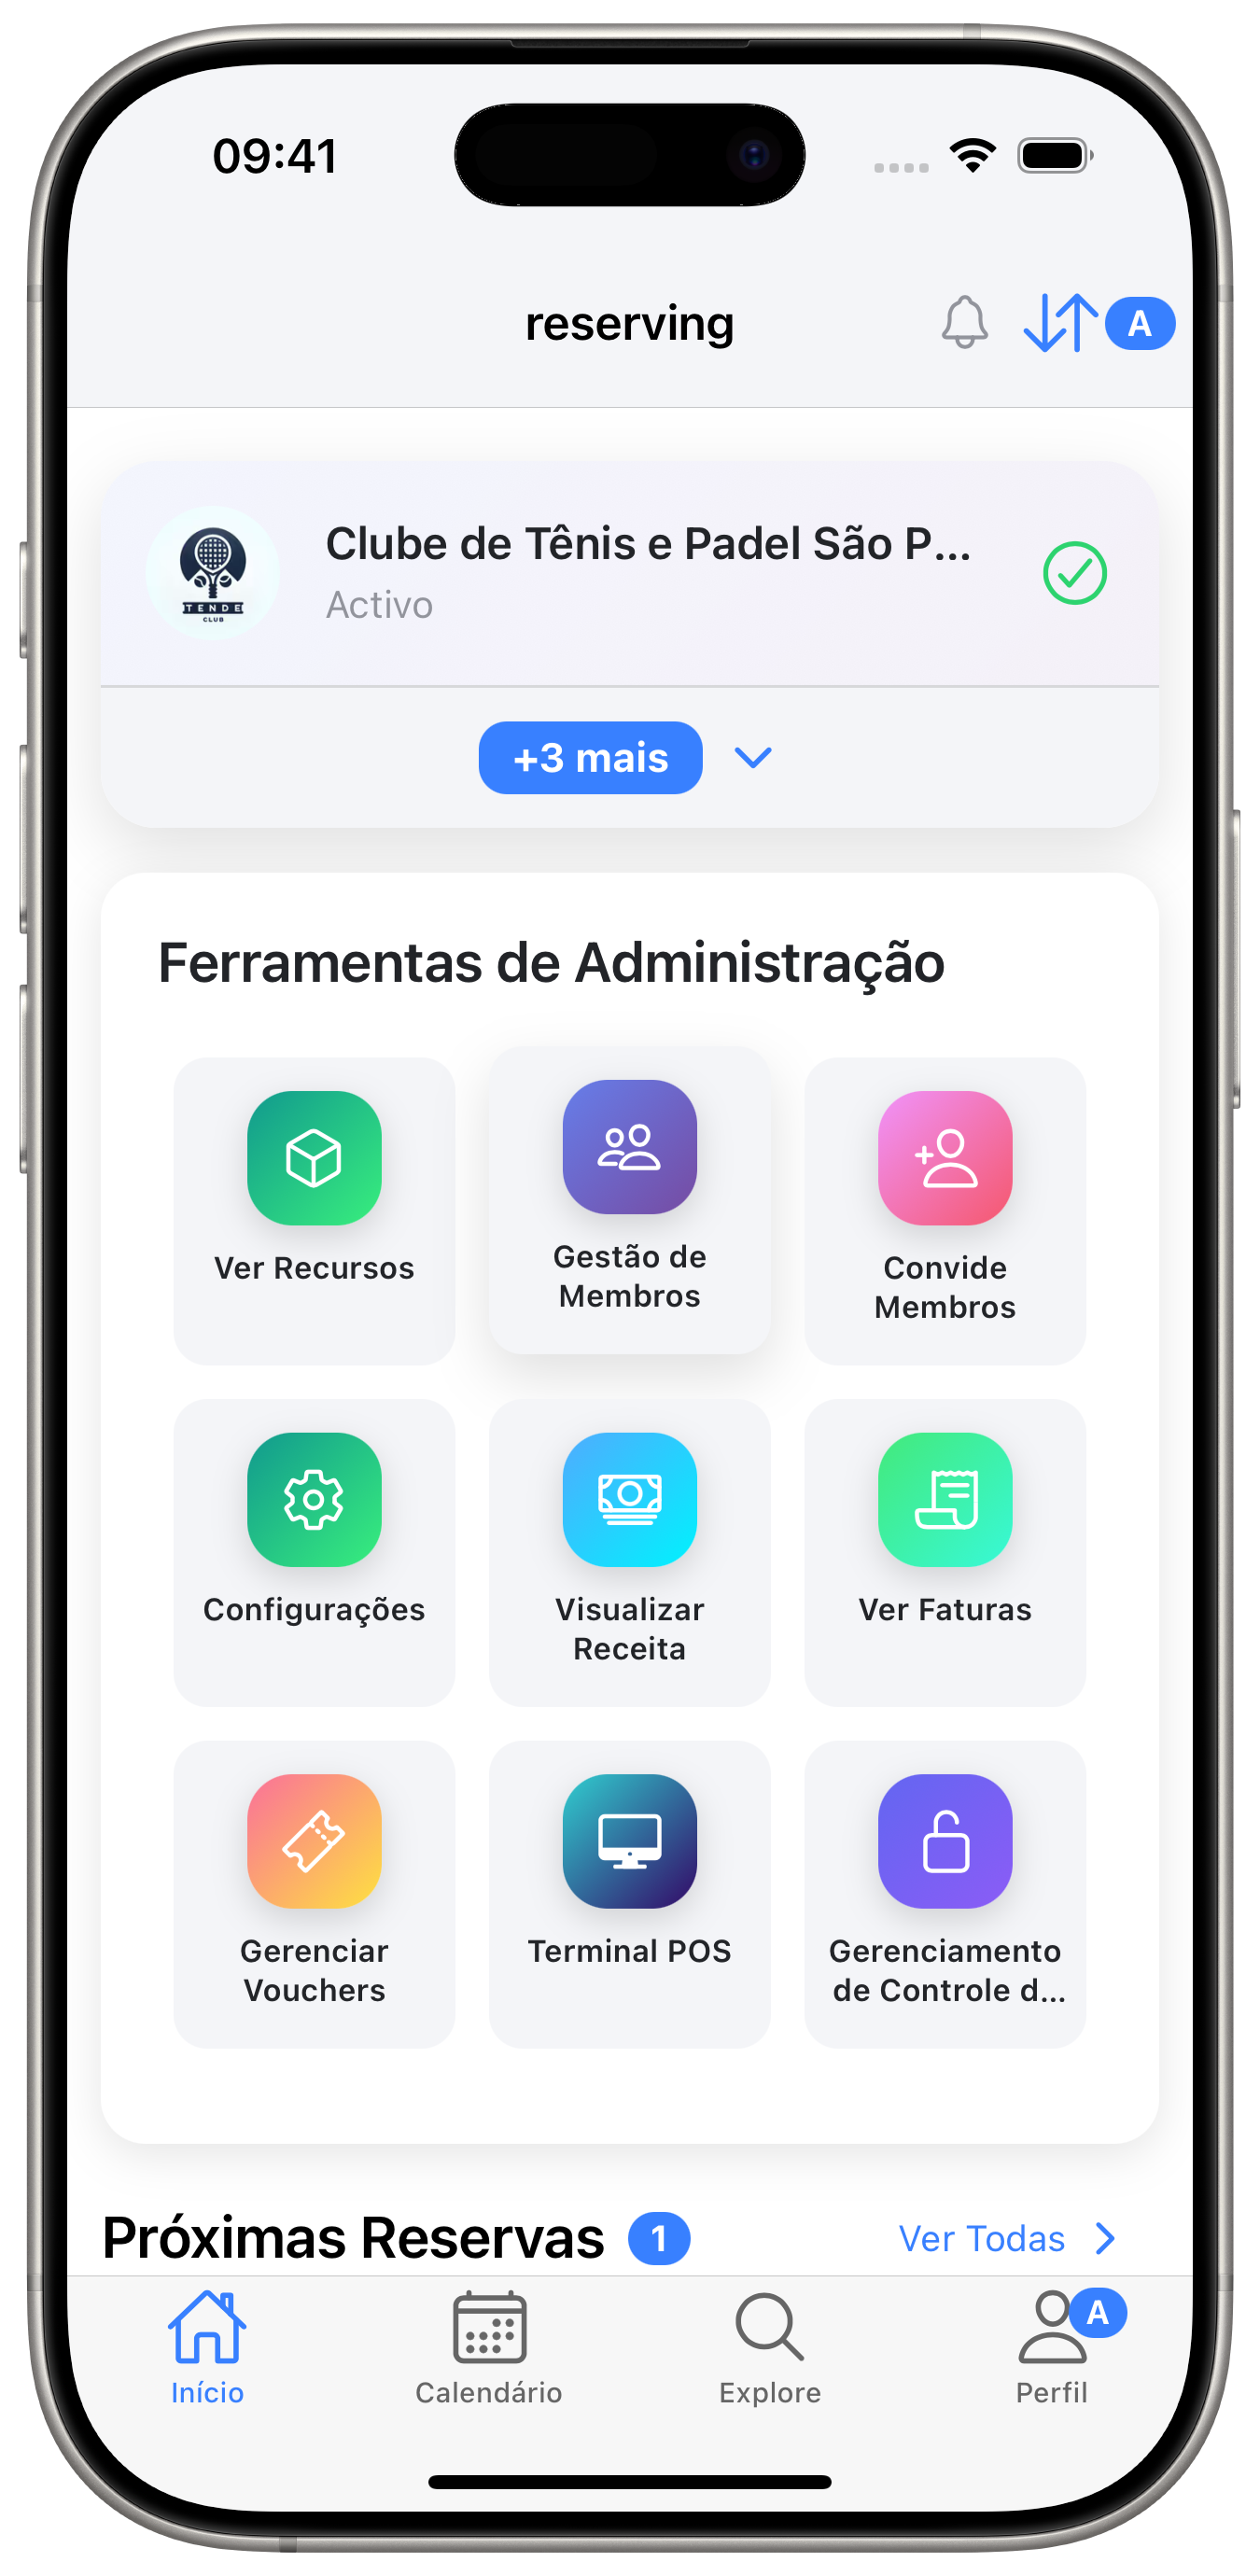 09:41
reserving
A
Clube de Tênis e Padel São P...
Activo
TENDE
CLUB
+3 mais
Ferramentas de Administração
Ver Recursos
Gestão de
Membros
Convide
Membros
Configurações
Visualizar
Receita
Ver Faturas
Gerenciar
Vouchers
Terminal POS
Gerenciamento
de Controle d...
Próximas Reservas
1
Ver Todas
A
Início
Calendário
Explore
Perfil